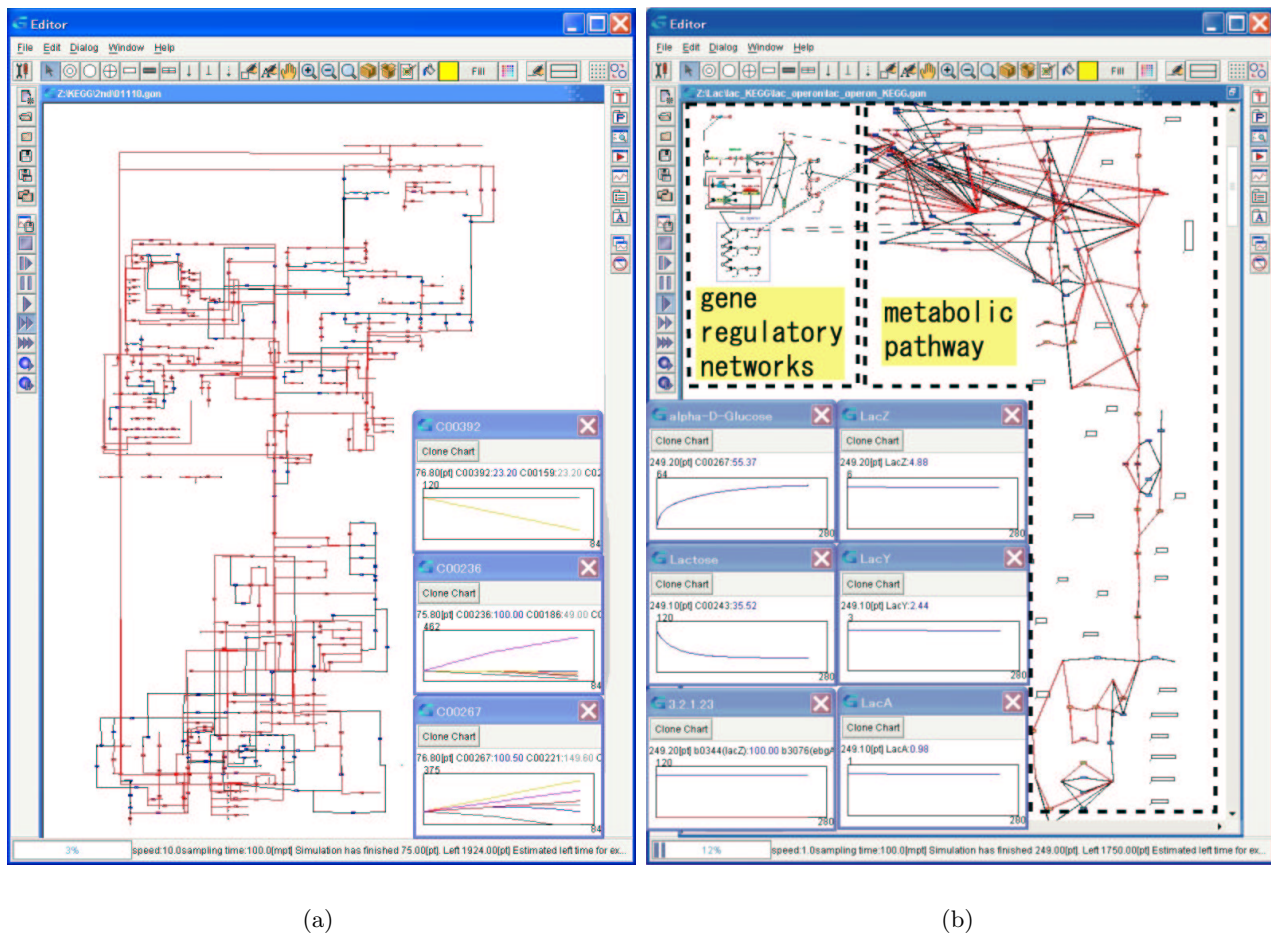 Editor
File Edit Dialog Window Help
Fill
Z:\KEGG\2nd\01110.gon
C00392
Clone Chart
76.80[pt] C00392:23.20 C00159:23.20 C02
120
84
C00236
Clone Chart
75.80[pt] C00236:100.00 C00186:49.00 C0
462
84
C00267
Clone Chart
76.80[pt] C00267:100.50 C00221:149.60 C
375
84
3%
speed:10.0sampling time:100.0[mpt] Simulation has finished 75.00[pt]. Left 1924.00[pt] Estimated left time for ex...
(a)
Editor
File Edit Dialog Window Help
Fill
Z:\Lac\lac_KEGG\lac_operon\lac_operon_KEGG.gon
gene
regulatory
networks
metabolic
pathway
alpha-D-Glucose
Clone Chart
249.20[pt] C00267:55.37
64
280
LacZ
Clone Chart
249.20[pt] LacZ:4.88
6
280
Lactose
Clone Chart
249.10[pt] C00243:35.52
120
280
LacY
Clone Chart
249.10[pt] LacY:2.44
3
280
3.2.1.23
Clone Chart
249.20[pt] b0344(lacZ):100.00 b3076(ebgA
120
280
LacA
Clone Chart
249.10[pt] LacA:0.98
1
280
12%
speed:1.0sampling time:100.0[mpt] Simulation has finished 249.00[pt]. Left 1750.00[pt] Estimated left time for ex...
(b)